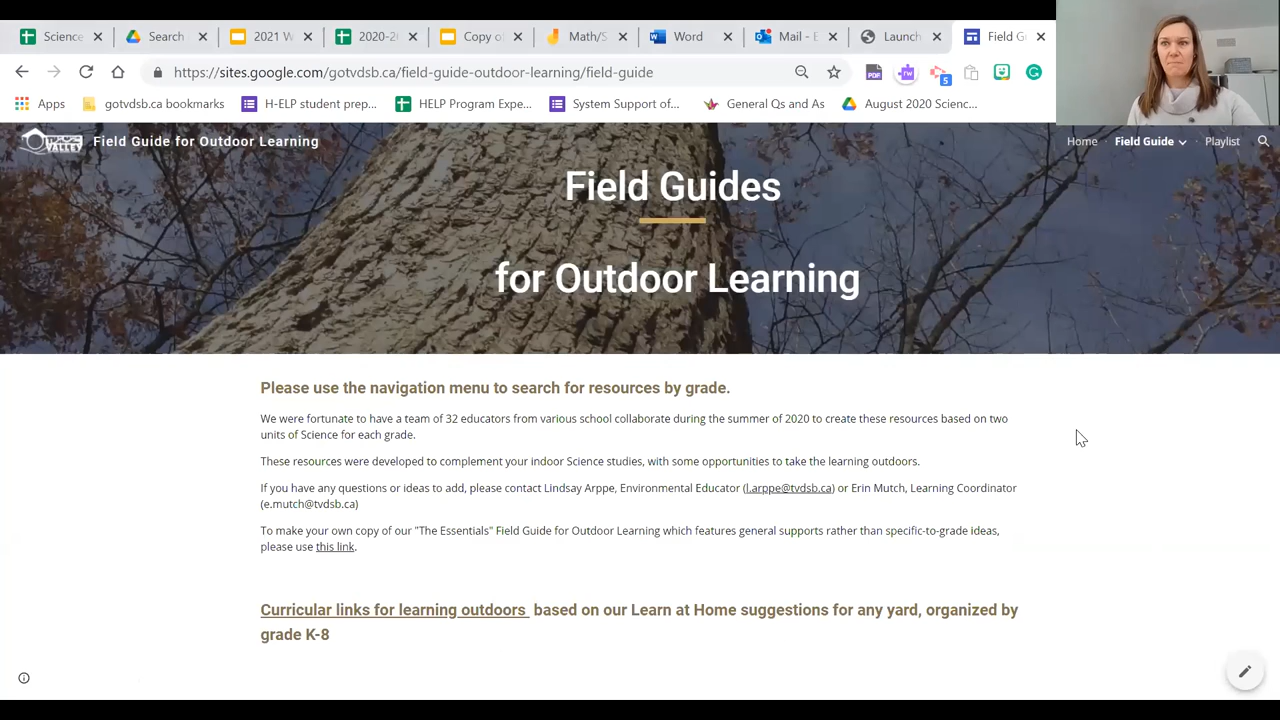 Science
Search
2021 W
2020-2
Copy o
Math/S
Word
Mail - E
Launch
Field G
https://sites.google.com/gotvdsb.ca/field-guide-outdoor-learning/field-guide
PDF
rw
5
Apps
gotvdsb.ca bookmarks
H-ELP student prep...
HELP Program Expe...
System Support of...
General Qs and As
August 2020 Scienc...
VALLEY
Field Guide for Outdoor Learning
Home
Field Guide
Playlist
Field Guides
for Outdoor Learning
Please use the navigation menu to search for resources by grade.
We were fortunate to have a team of 32 educators from various school collaborate during the summer of 2020 to create these resources based on two
units of Science for each grade.
These resources were developed to complement your indoor Science studies, with some opportunities to take the learning outdoors.
If you have any questions or ideas to add, please contact Lindsay Arppe, Environmental Educator (l.arppe@tvdsb.ca) or Erin Mutch, Learning Coordinator
(e.mutch@tvdsb.ca)
To make your own copy of our "The Essentials" Field Guide for Outdoor Learning which features general supports rather than specific-to-grade ideas,
please use this link.
Curricular links for learning outdoors based on our Learn at Home suggestions for any yard, organized by
grade K-8